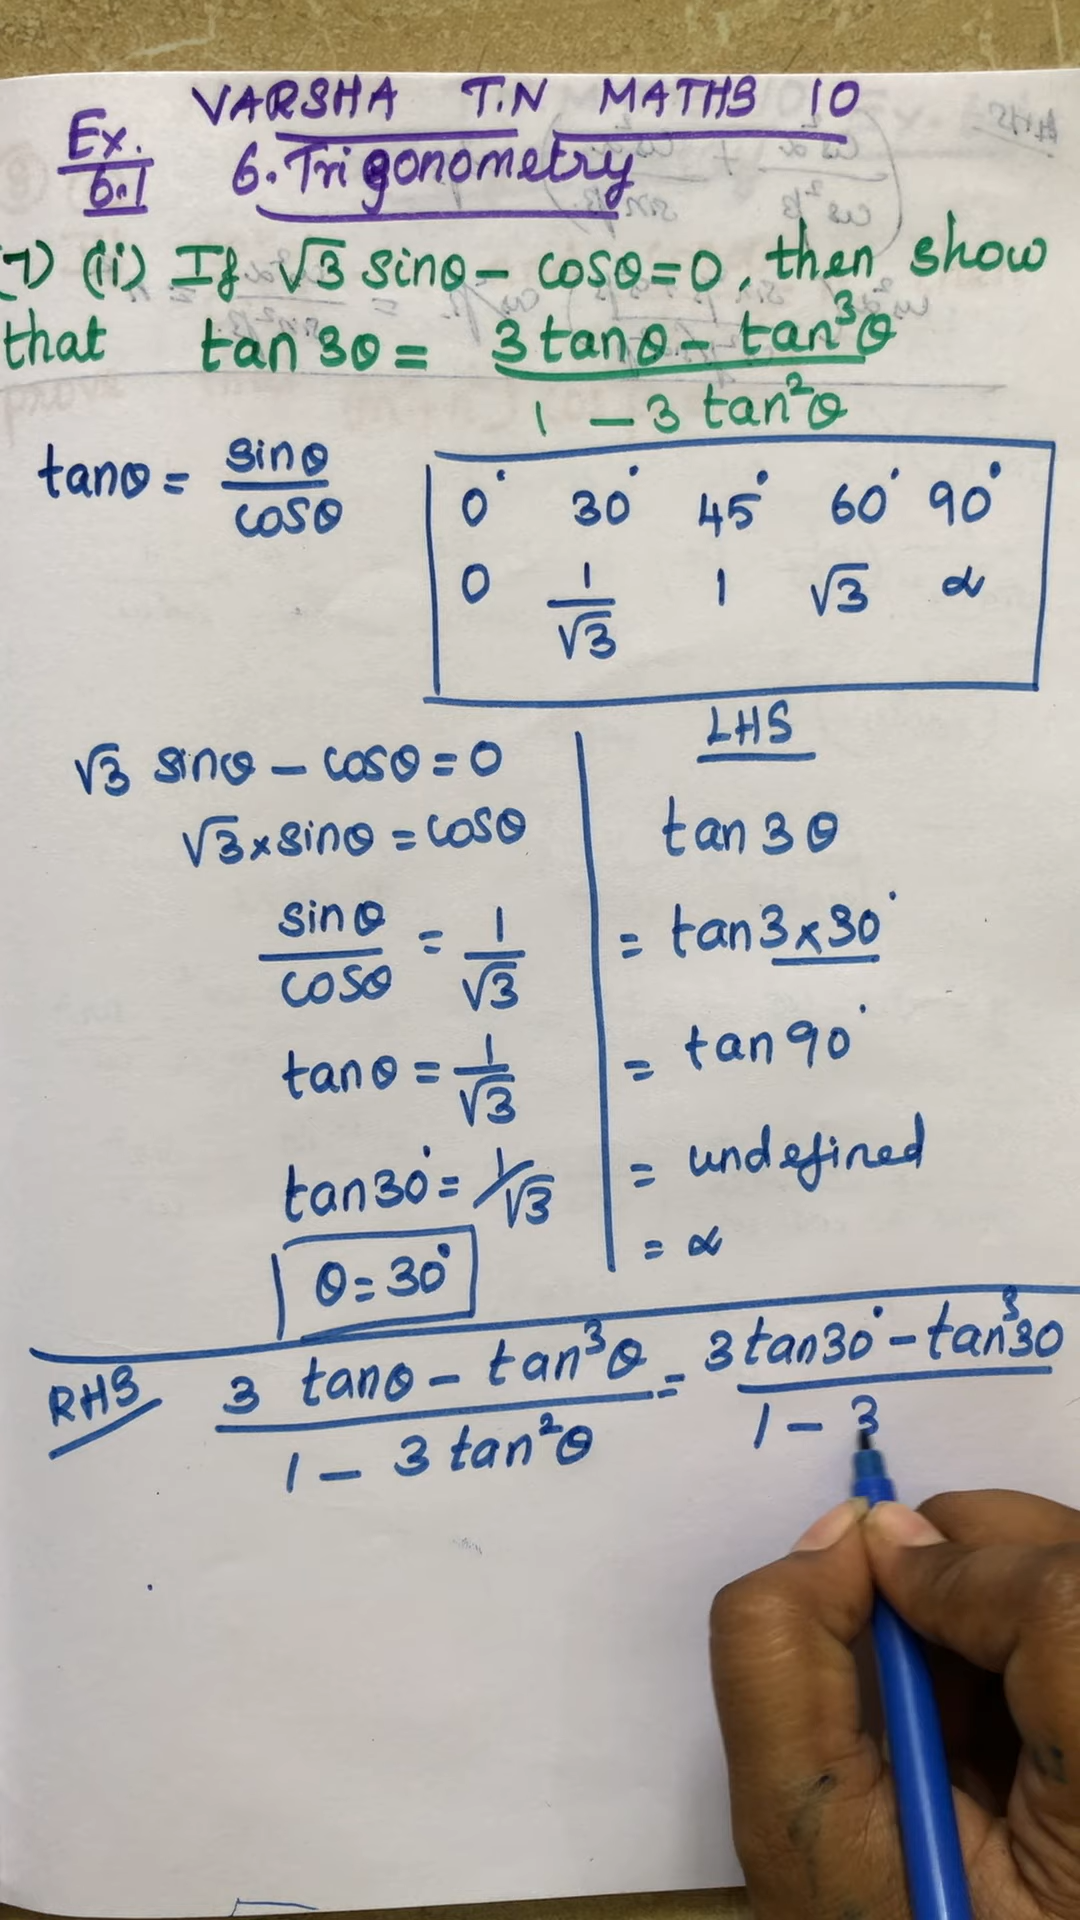 VARSHA T.N MATHS 10
Ex. 6.1
6. Trigonometry
7) (ii) If √3 sinθ - cosθ = 0, then show
that tan 3θ = 3 tanθ - tan³θ
1 - 3 tan²θ
tanθ = sinθ
cosθ
0° 30° 45° 60° 90°
0 1/√3 1 √3 α
√3 sinθ - cosθ = 0
√3 × sinθ = cosθ
sinθ/cosθ = 1/√3
tanθ = 1/√3
tan30° = 1/√3
θ = 30°
LHS
tan 3θ
= tan 3×30°
= tan 90°
= undefined
= α
RHS 3 tanθ - tan³θ = 3 tan30° - tan³30
1 - 3 tan²θ 1 - 3